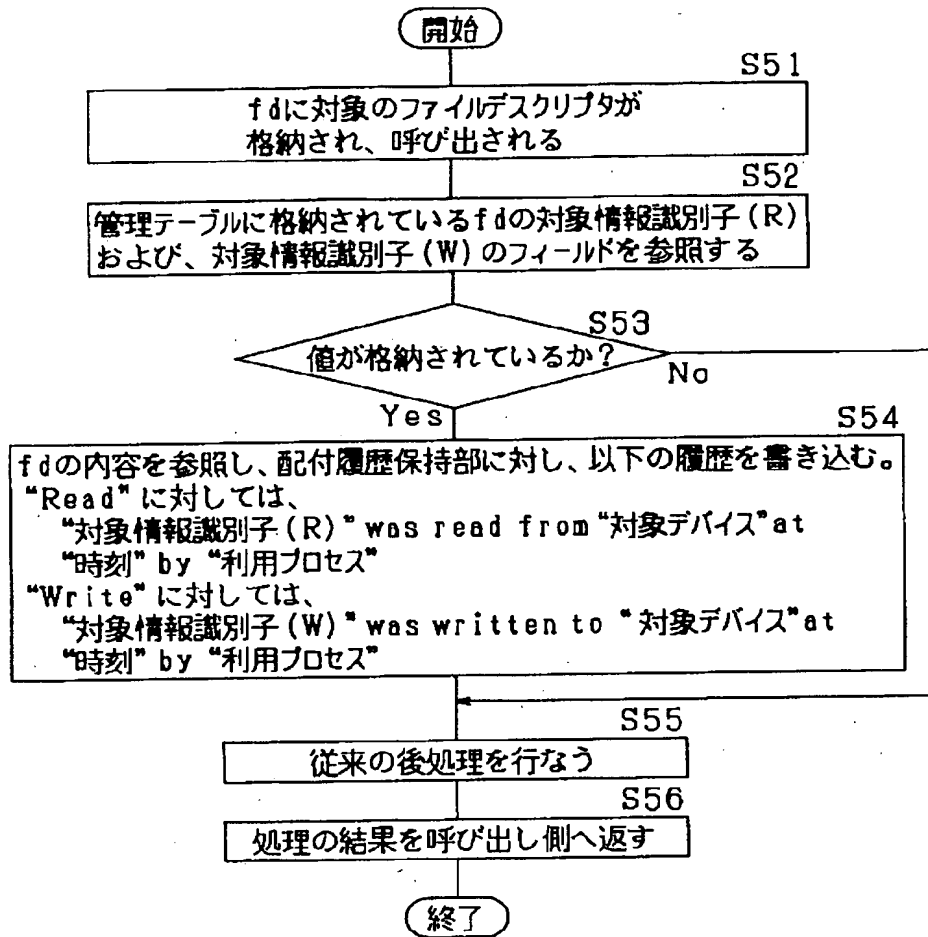 開始
S51
fdに対象のファイルデスクリプタが
格納され、呼び出される
S52
管理テーブルに格納されているfdの対象情報識別子(R)
および、対象情報識別子(W)のフィールドを参照する
S53
値が格納されているか?
No
Yes
S54
fdの内容を参照し、配付履歴保持部に対し、以下の履歴を書き込む。
“Read”に対しては、
“対象情報識別子(R)”was read from“対象デバイス”at
“時刻” by “利用プロセス”
“Write”に対しては、
“対象情報識別子(W)”was written to “対象デバイス”at
“時刻” by “利用プロセス”
S55
従来の後処理を行なう
S56
処理の結果を呼び出し側へ返す
終了